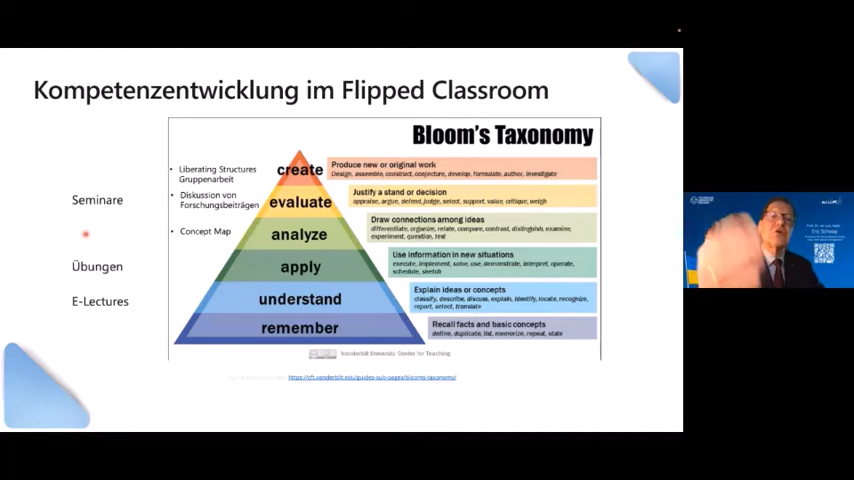 Kompetenzentwicklung im Flipped Classroom
Bloom's Taxonomy
Seminare
Übungen
E-Lectures
• Liberating Structures
Gruppenarbeit
• Diskussion von
Forschungsbeiträgen
• Concept Map
create
evaluate
analyze
apply
understand
remember
Produce new or original work
Design, assemble, construct, conjecture, develop, formulate, author, investigate
Justify a stand or decision
appraise, argue, defend, judge, select, support, value, critique, weigh
Draw connections among ideas
differentiate, organize, relate, compare, contrast, distinguish, examine,
experiment, question, test
Use information in new situations
execute, implement, solve, use, demonstrate, interpret, operate,
schedule, sketch
Explain ideas or concepts
classify, describe, discuss, explain, identify, locate, recognize,
report, select, translate
Recall facts and basic concepts
define, duplicate, list, memorize, repeat, state
Vanderbilt University Center for Teaching
https://cft.vanderbilt.edu/guides-sub-pages/blooms-taxonomy/